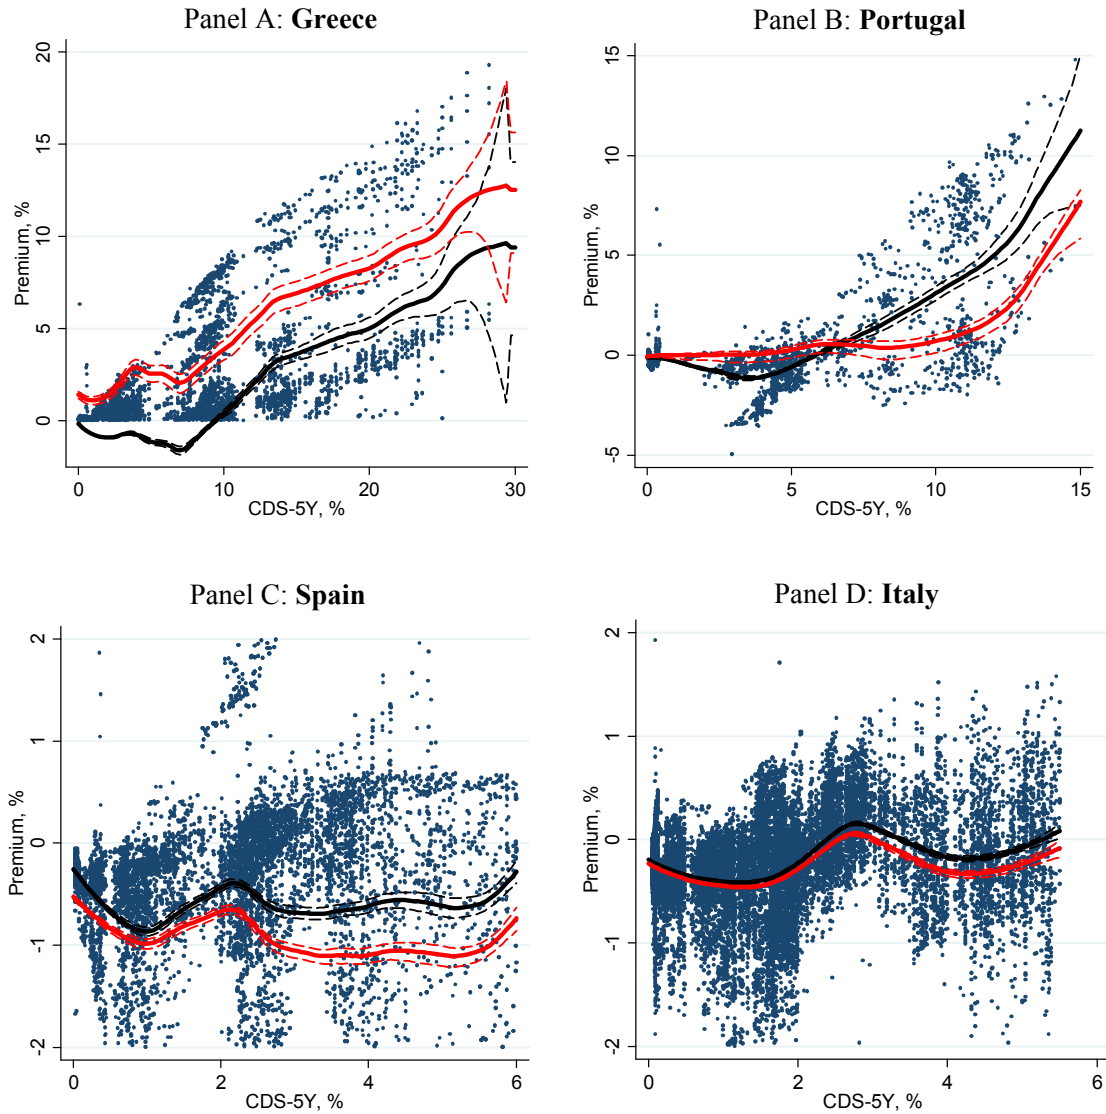 Panel A: Greece
Premium, %
20
15
10
5
0
0 10 20 30
CDS-5Y, %
Panel B: Portugal
Premium, %
15
10
5
0
-5
0 5 10 15
CDS-5Y, %
Panel C: Spain
Premium, %
2
1
0
-1
-2
0 2 4 6
CDS-5Y, %
Panel D: Italy
Premium, %
2
1
0
-1
-2
0 2 4 6
CDS-5Y, %